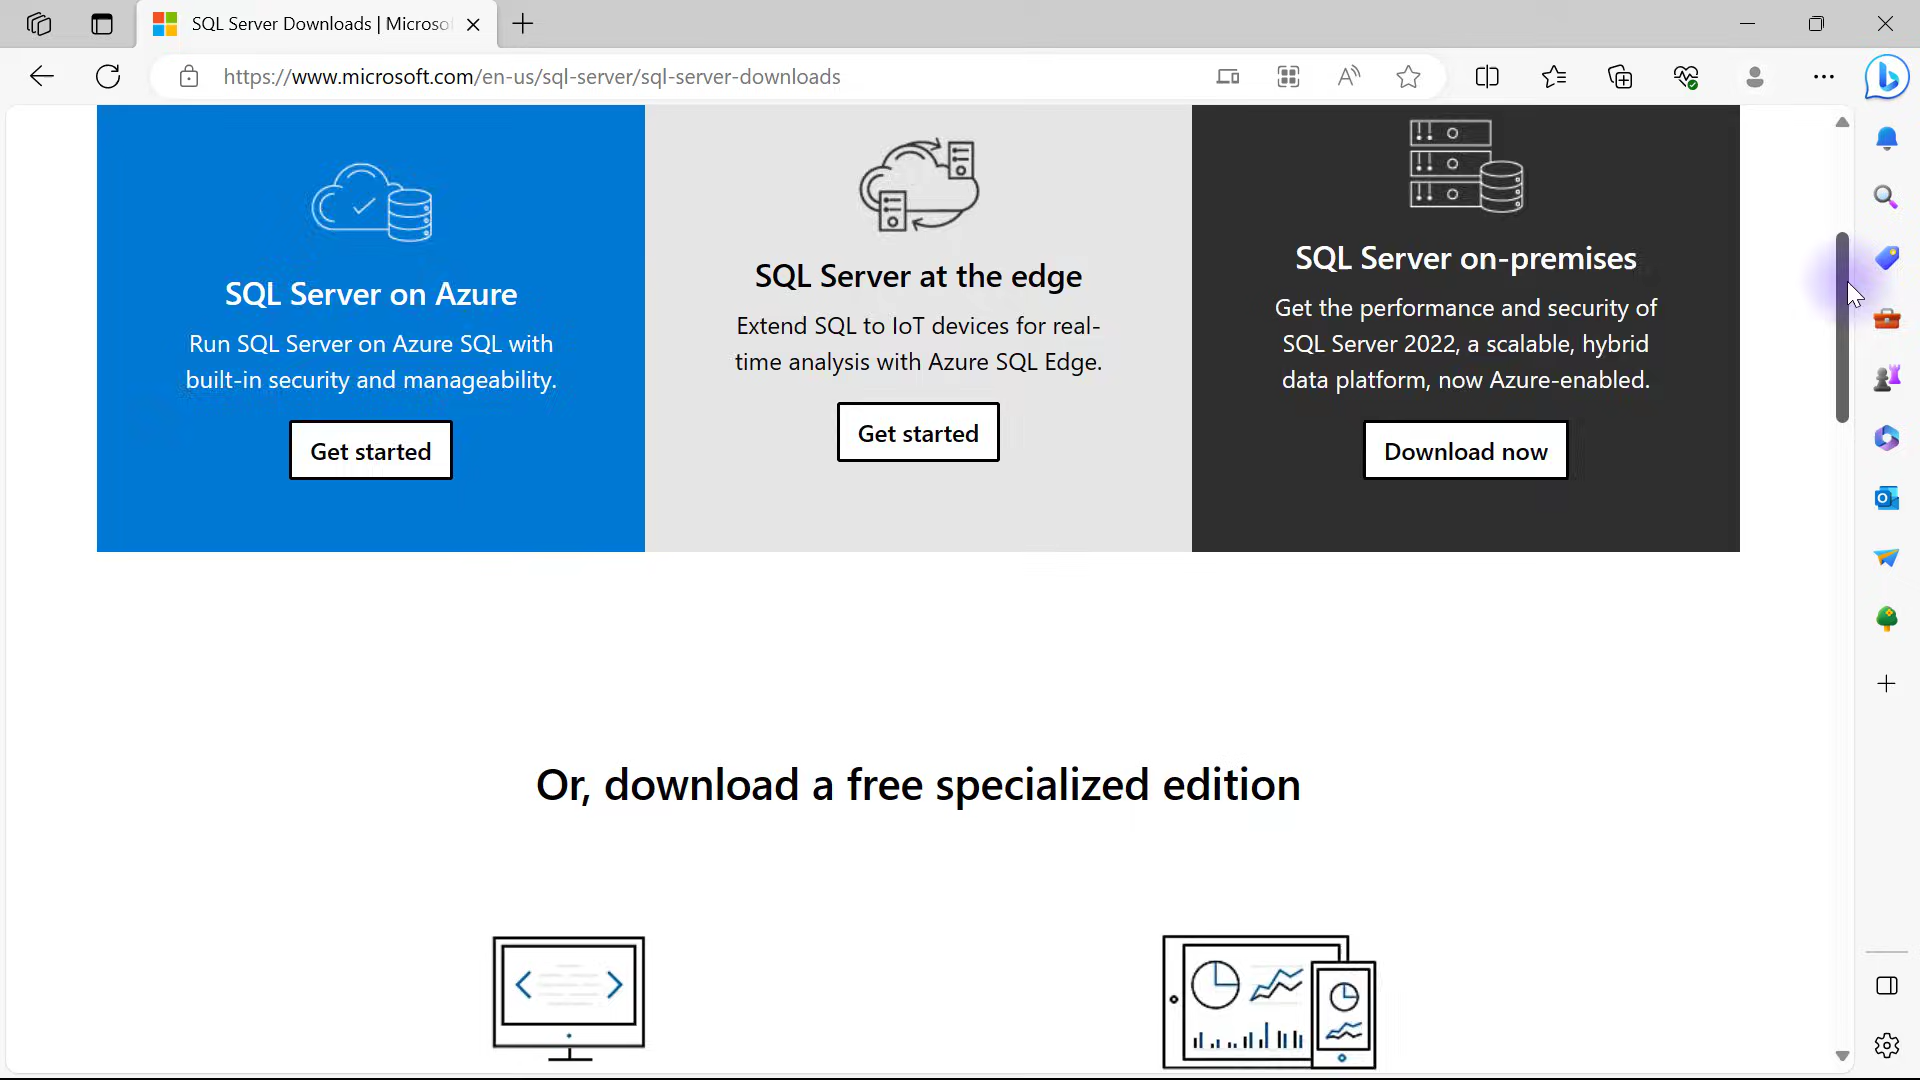 SQL Server Downloads | Microso
https://www.microsoft.com/en-us/sql-server/sql-server-downloads
SQL Server on Azure
Run SQL Server on Azure SQL with
built-in security and manageability.
Get started
SQL Server at the edge
Extend SQL to IoT devices for real-
time analysis with Azure SQL Edge.
Get started
SQL Server on-premises
Get the performance and security of
SQL Server 2022, a scalable, hybrid
data platform, now Azure-enabled.
Download now
Or, download a free specialized edition